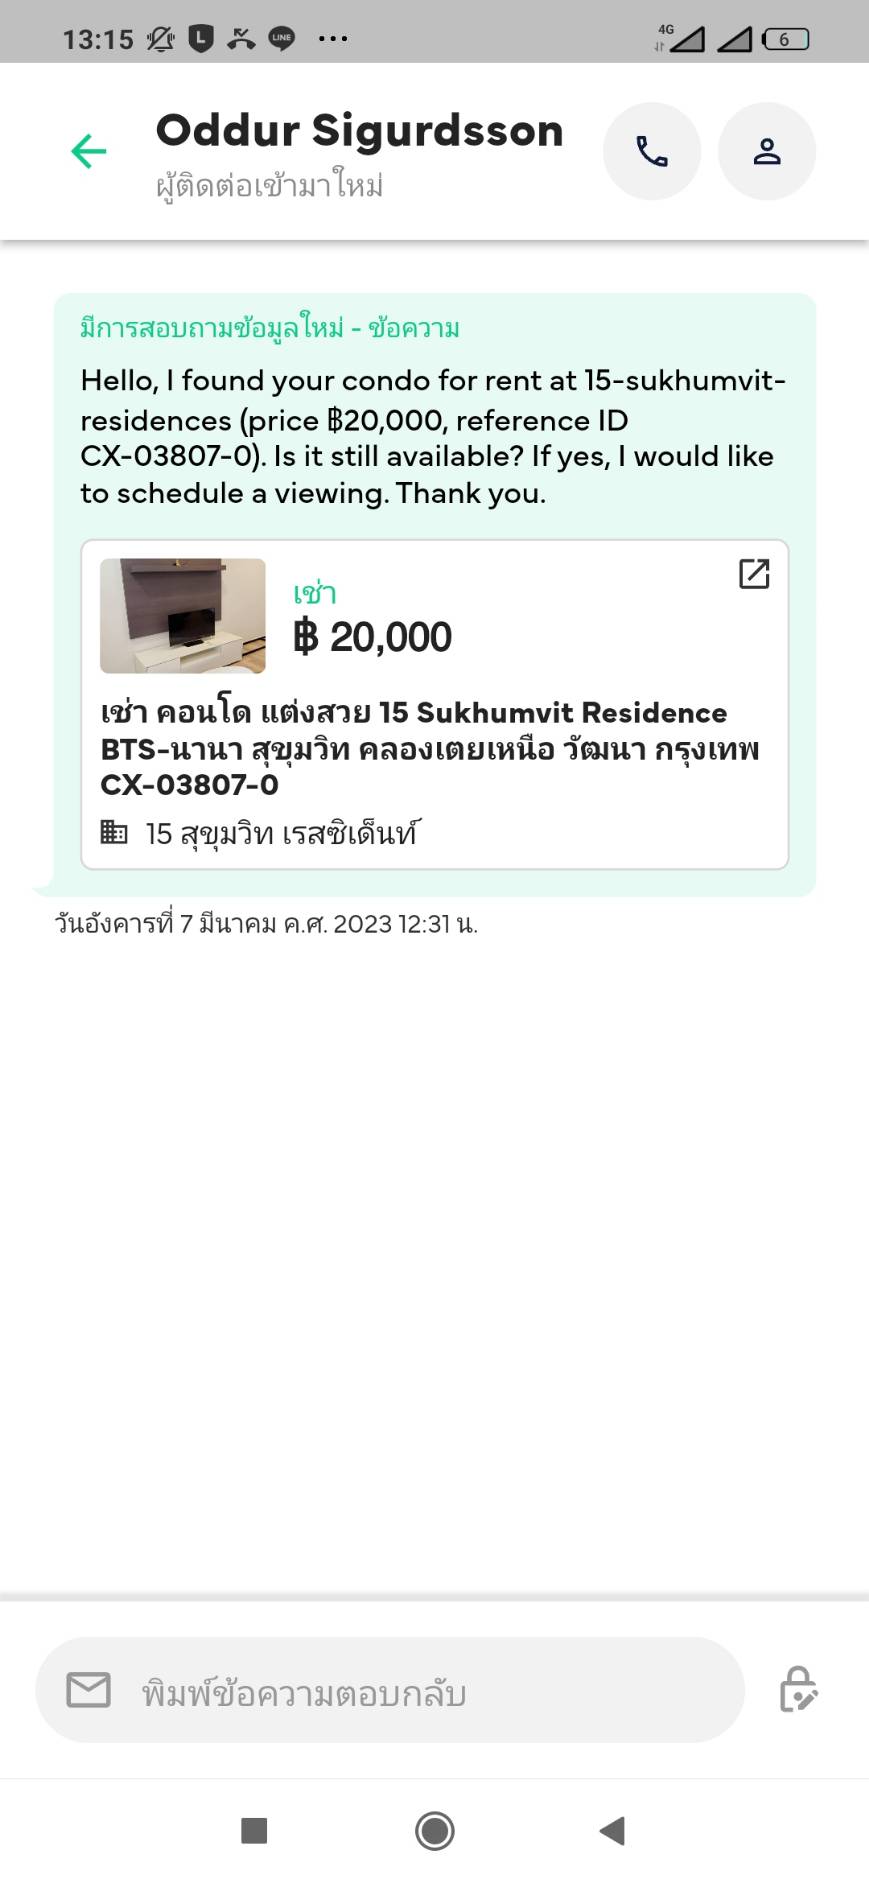 13:15
L
LINE
4G
6
Oddur Sigurdsson
ผู้ติดต่อเข้ามาใหม่
มีการสอบถามข้อมูลใหม่ - ข้อความ
Hello, I found your condo for rent at 15-sukhumvit-
residences (price ฿20,000, reference ID
CX-03807-0). Is it still available? If yes, I would like
to schedule a viewing. Thank you.
เช่า
฿ 20,000
เช่า คอนโด แต่งสวย 15 Sukhumvit Residence
BTS-นานา สุขุมวิท คลองเตยเหนือ วัฒนา กรุงเทพ
CX-03807-0
15 สุขุมวิท เรสซิเด็นท์
วันอังคารที่ 7 มีนาคม ค.ศ. 2023 12:31 น.
พิมพ์ข้อความตอบกลับ